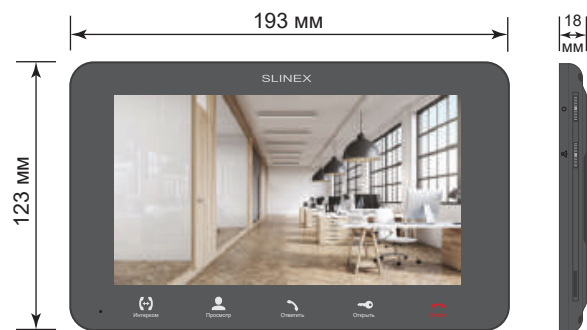 193 мм
18
мм
SLINEX
123 мм
Интерком Просмотр Ответить Открыть